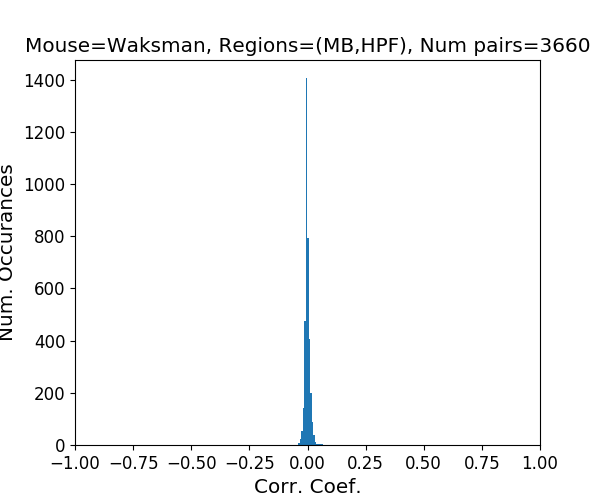 Mouse=Waksman, Regions=(MB,HPF), Num pairs=3660
1400
1200
1000
800
600
400
200
0
Num. Occurances
−1.00 −0.75 −0.50 −0.25 0.00 0.25 0.50 0.75 1.00
Corr. Coef.